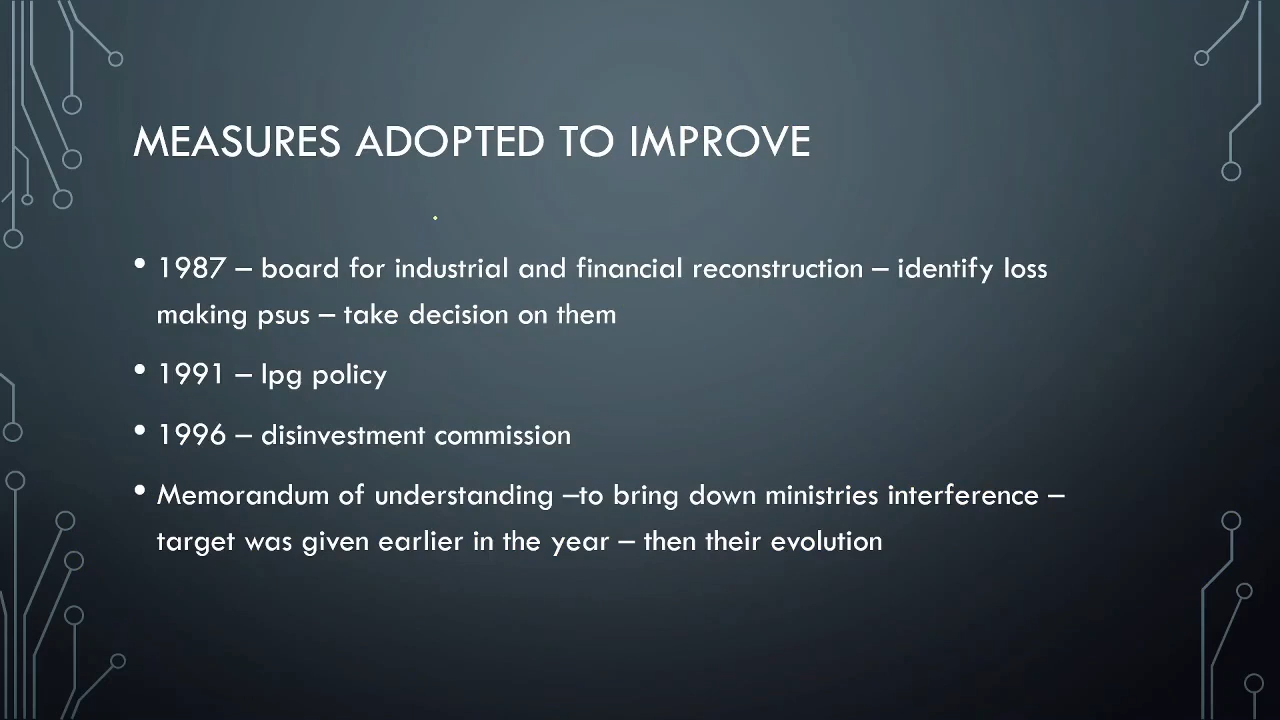 MEASURES ADOPTED TO IMPROVE
• 1987 – board for industrial and financial reconstruction – identify loss
making psus – take decision on them
• 1991 – lpg policy
• 1996 – disinvestment commission
• Memorandum of understanding –to bring down ministries interference –
target was given earlier in the year – then their evolution